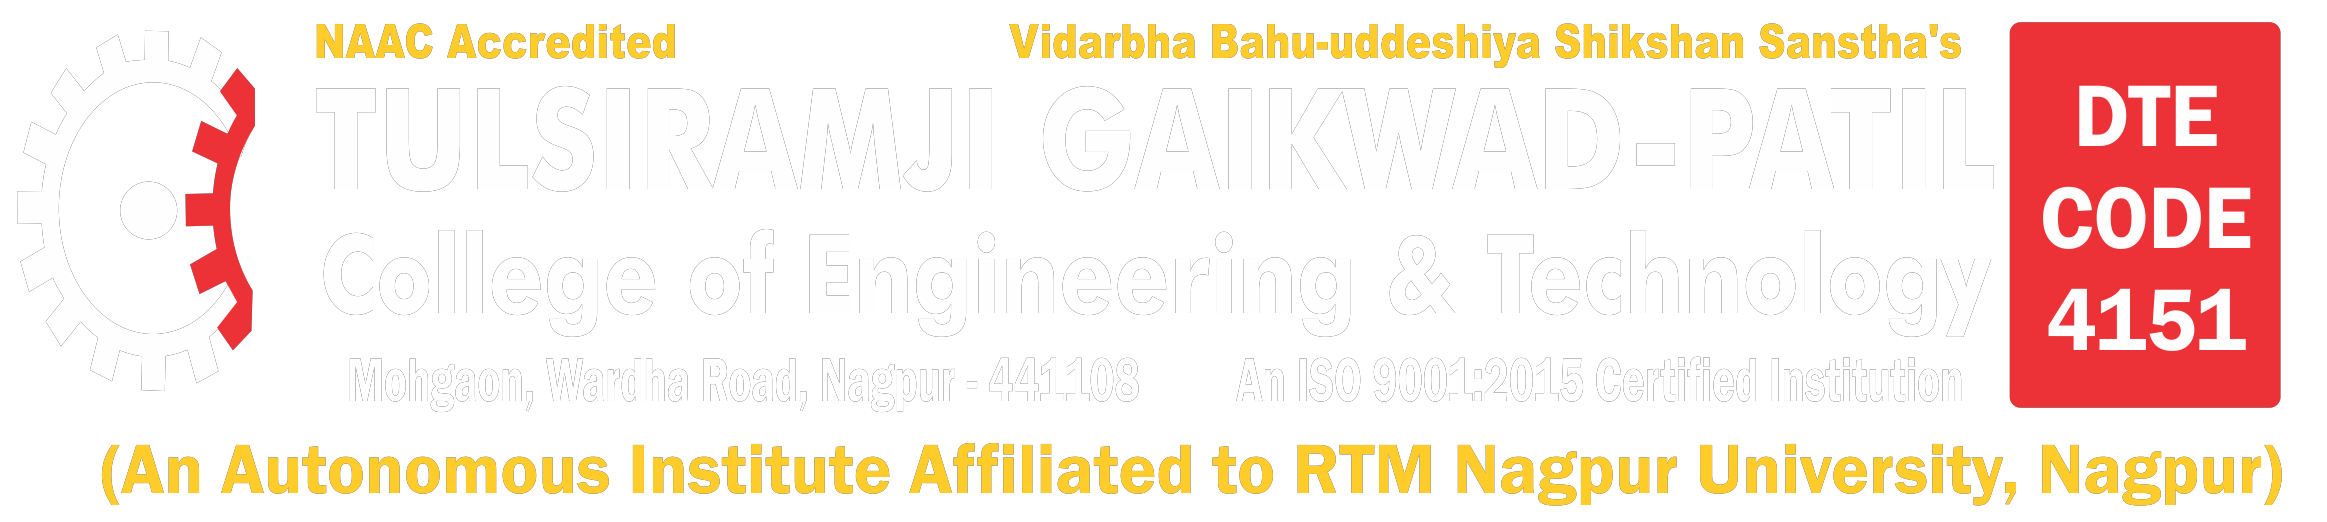 NAAC Accredited Vidarbha Bahu-uddeshiya Shikshan Sanstha's
TULSIRAMJI GAIKWAD-PATIL
College of Engineering & Technology
Mohgaon, Wardha Road, Nagpur - 441108 An ISO 9001:2015 Certified Institution
(An Autonomous Institute Affiliated to RTM Nagpur University, Nagpur)
DTE
CODE
4151